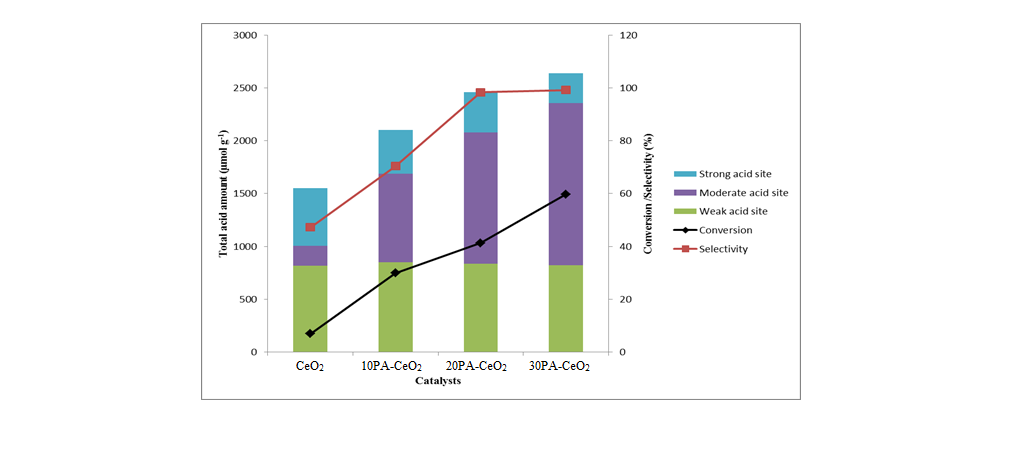 Total acid amount (µmol g⁻¹)
3000
2500
2000
1500
1000
500
0
120
100
80
60
40
20
0
Conversion /Selectivity (%)
CeO₂ 10PA-CeO₂ 20PA-CeO₂ 30PA-CeO₂
Catalysts
Strong acid site
Moderate acid site
Weak acid site
Conversion
Selectivity